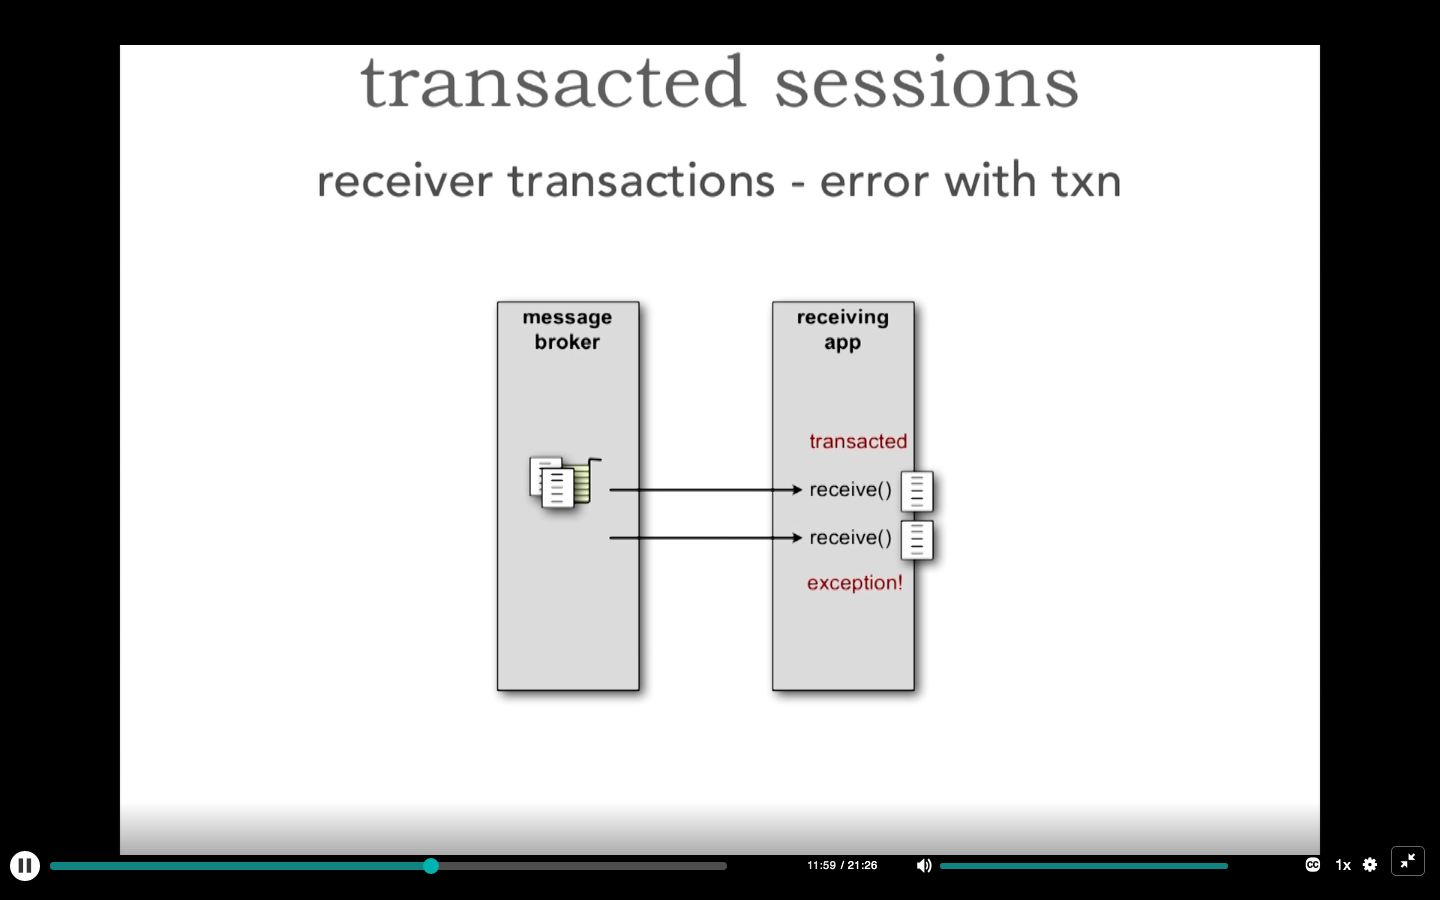 transacted sessions
receiver transactions - error with txn
message
broker
receiving
app
transacted
receive()
receive()
exception!
11:59 / 21:26
CC
1x